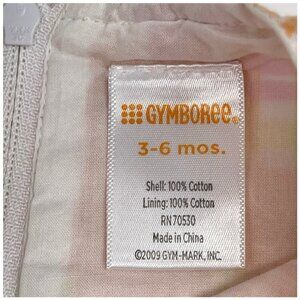 GYMBOREE®
3-6 mos.
Shell: 100% Cotton
Lining: 100% Cotton
RN 70530
Made in China
©2009 GYM-MARK, INC.